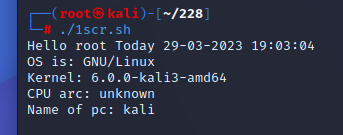 ┌──(root㉿kali)-[~/228]
└─# ./1scr.sh
Hello root Today 29-03-2023 19:03:04
OS is: GNU/Linux
Kernel: 6.0.0-kali3-amd64
CPU arc: unknown
Name of pc: kali